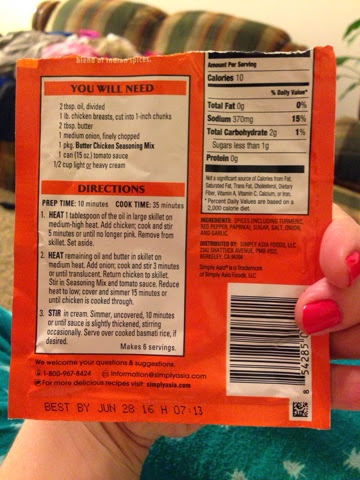 blend of Indian spices.
YOU WILL NEED
2 tbsp. oil, divided
1 lb. chicken breasts, cut into 1-inch chunks
2 tbsp. butter
1 medium onion, finely chopped
1 pkg. Butter Chicken Seasoning Mix
1 can (15 oz.) tomato sauce
1/2 cup light or heavy cream
DIRECTIONS
PREP TIME: 10 minutes COOK TIME: 35 minutes
1. HEAT 1 tablespoon of the oil in large skillet on
medium-high heat. Add chicken; cook and stir
5 minutes or until no longer pink. Remove from
skillet. Set aside.
2. HEAT remaining oil and butter in skillet on
medium heat. Add onion; cook and stir 3 minutes
or until translucent. Return chicken to skillet.
Stir in Seasoning Mix and tomato sauce. Reduce
heat to low; cover and simmer 15 minutes or
until chicken is cooked through.
3. STIR in cream. Simmer, uncovered, 10 minutes
or until sauce is slightly thickened, stirring
occasionally. Serve over cooked basmati rice, if
desired.
Makes 6 servings.
We welcome your questions & suggestions.
1-800-967-8424 information@simplyasia.com
For more delicious recipes visit simplyasia.com
BEST BY JUN 28 16 H 07:13
Amount Per Serving
Calories 10
% Daily Value*
Total Fat 0g 0%
Sodium 370mg 15%
Total Carbohydrate 2g 1%
Sugars less than 1g
Protein 0g
Not a significant source of Calories from Fat,
Saturated Fat, Trans Fat, Cholesterol, Dietary
Fiber, Vitamin A, Vitamin C, Calcium, or Iron.
* Percent Daily Values are based on a
2,000 calorie diet.
INGREDIENTS: SPICES (INCLUDING TURMERIC,
RED PEPPER, PAPRIKA), SUGAR, SALT, ONION,
AND GARLIC.
DISTRIBUTED BY: SIMPLY ASIA FOODS, LLC.
2342 SHATTUCK AVENUE,
BERKELEY, CA 94704
Simply Asia® is a Trademark
of Simply Asia Foods, LLC.